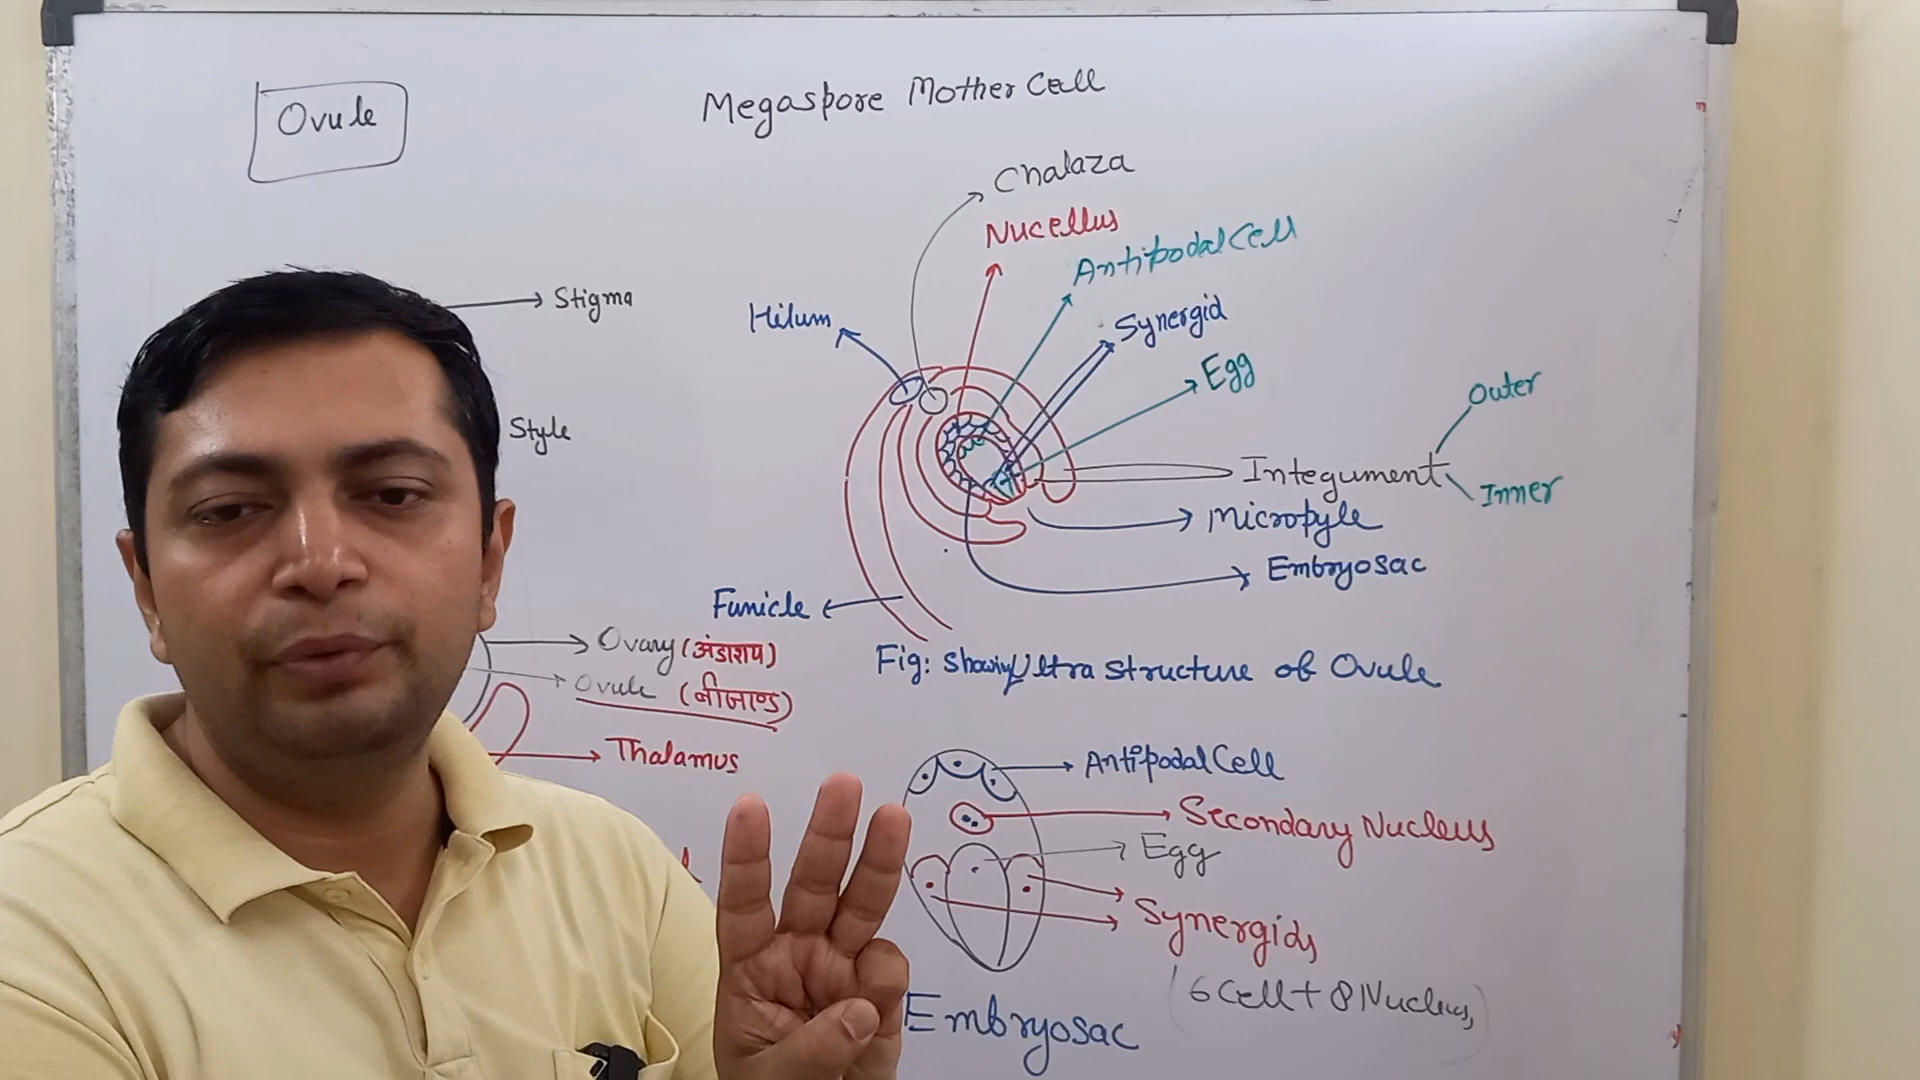 Ovule
Megaspore Mother Cell
Chalaza
Nucellus
Antipodal Cell
Stigma
Hilum
Synergid
Egg
Outer
Style
Integument
Inner
Micropyle
Embryosac
Funicle
Ovary (अंडाशय)
Fig: Showing Ultra Structure of Ovule
Ovule (बीजाण्ड)
Thalamus
Antipodal Cell
Secondary Nucleus
Egg
Synergids
(6 Cell + 8 Nucleus)
Embryosac